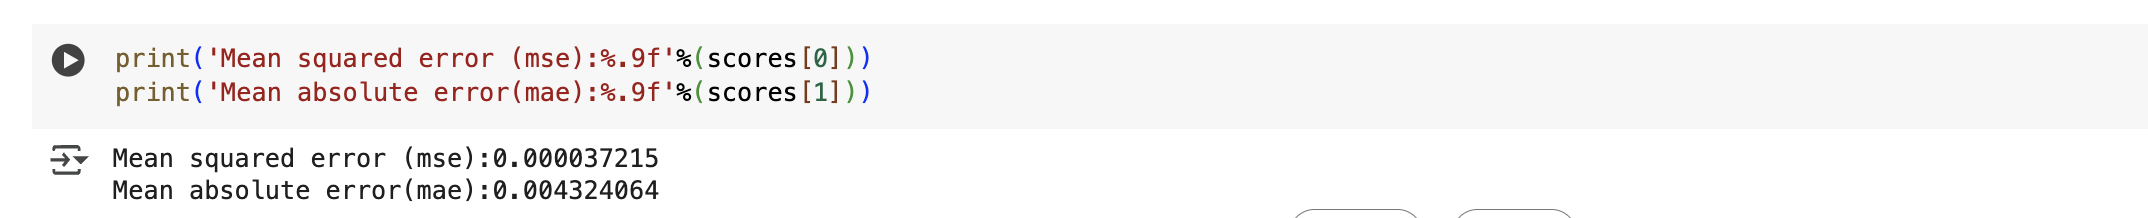 print('Mean squared error (mse):%.9f'%(scores[0]))
print('Mean absolute error(mae):%.9f'%(scores[1]))
Mean squared error (mse):0.000037215
Mean absolute error(mae):0.004324064